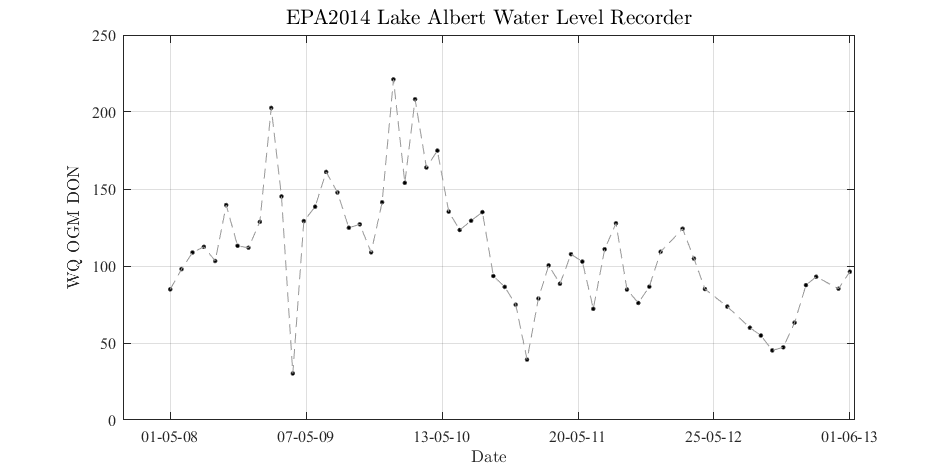 EPA2014 Lake Albert Water Level Recorder
250
200
150
100
50
0
WQ OGM DON
01-05-08 07-05-09 13-05-10 20-05-11 25-05-12 01-06-13
Date